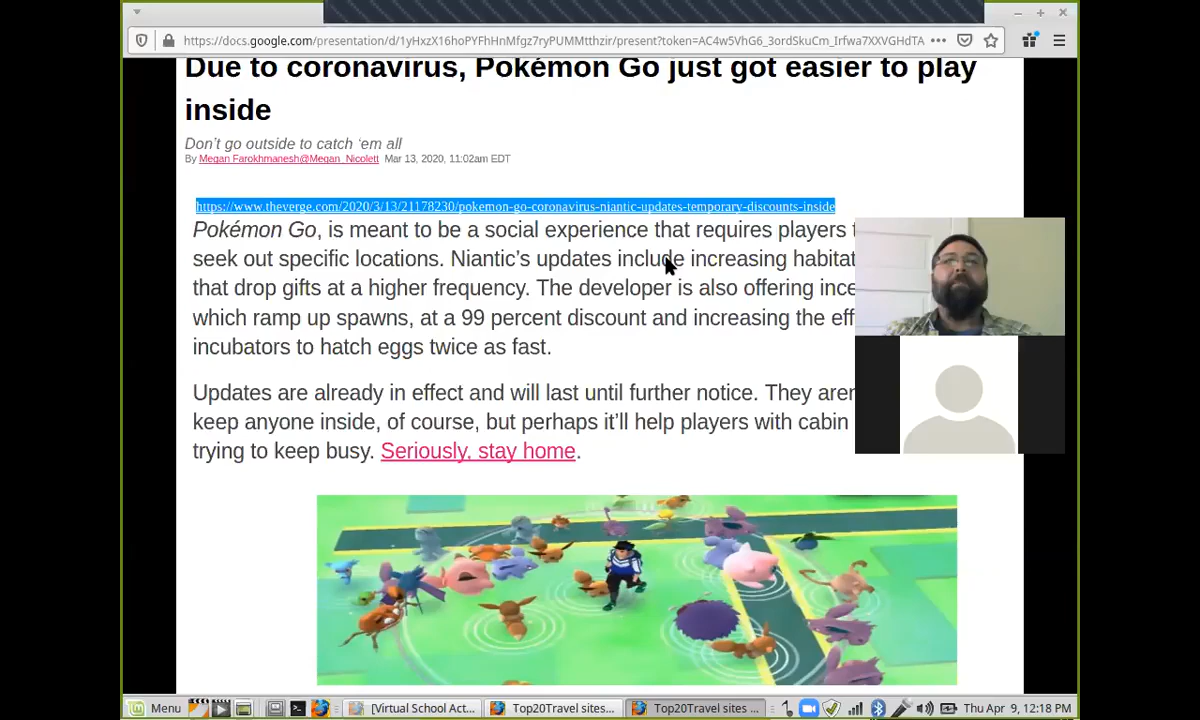 https://docs.google.com/presentation/d/1yHxzX16hoPYFhHnMfgz7ryPUMMtthzir/present?token=AC4w5VhG6_3ordSkuCm_Irfwa7XXVGHdTA
Due to coronavirus, Pokémon Go just got easier to play
inside
Don't go outside to catch 'em all
By Megan Farokhmanesh@Megan_Nicolett Mar 13, 2020, 11:02am EDT
https://www.theverge.com/2020/3/13/21178230/pokemon-go-coronavirus-niantic-updates-temporary-discounts-inside
Pokémon Go, is meant to be a social experience that requires players
seek out specific locations. Niantic's updates include increasing habitat
that drop gifts at a higher frequency. The developer is also offering
which ramp up spawns, at a 99 percent discount and increasing the
incubators to hatch eggs twice as fast.
Updates are already in effect and will last until further notice. They
keep anyone inside, of course, but perhaps it'll help players with cabin
trying to keep busy. Seriously, stay home.
Menu [Virtual School Act... Top20Travel sites... Top20Travel sites ... Thu Apr 9, 12:18 PM